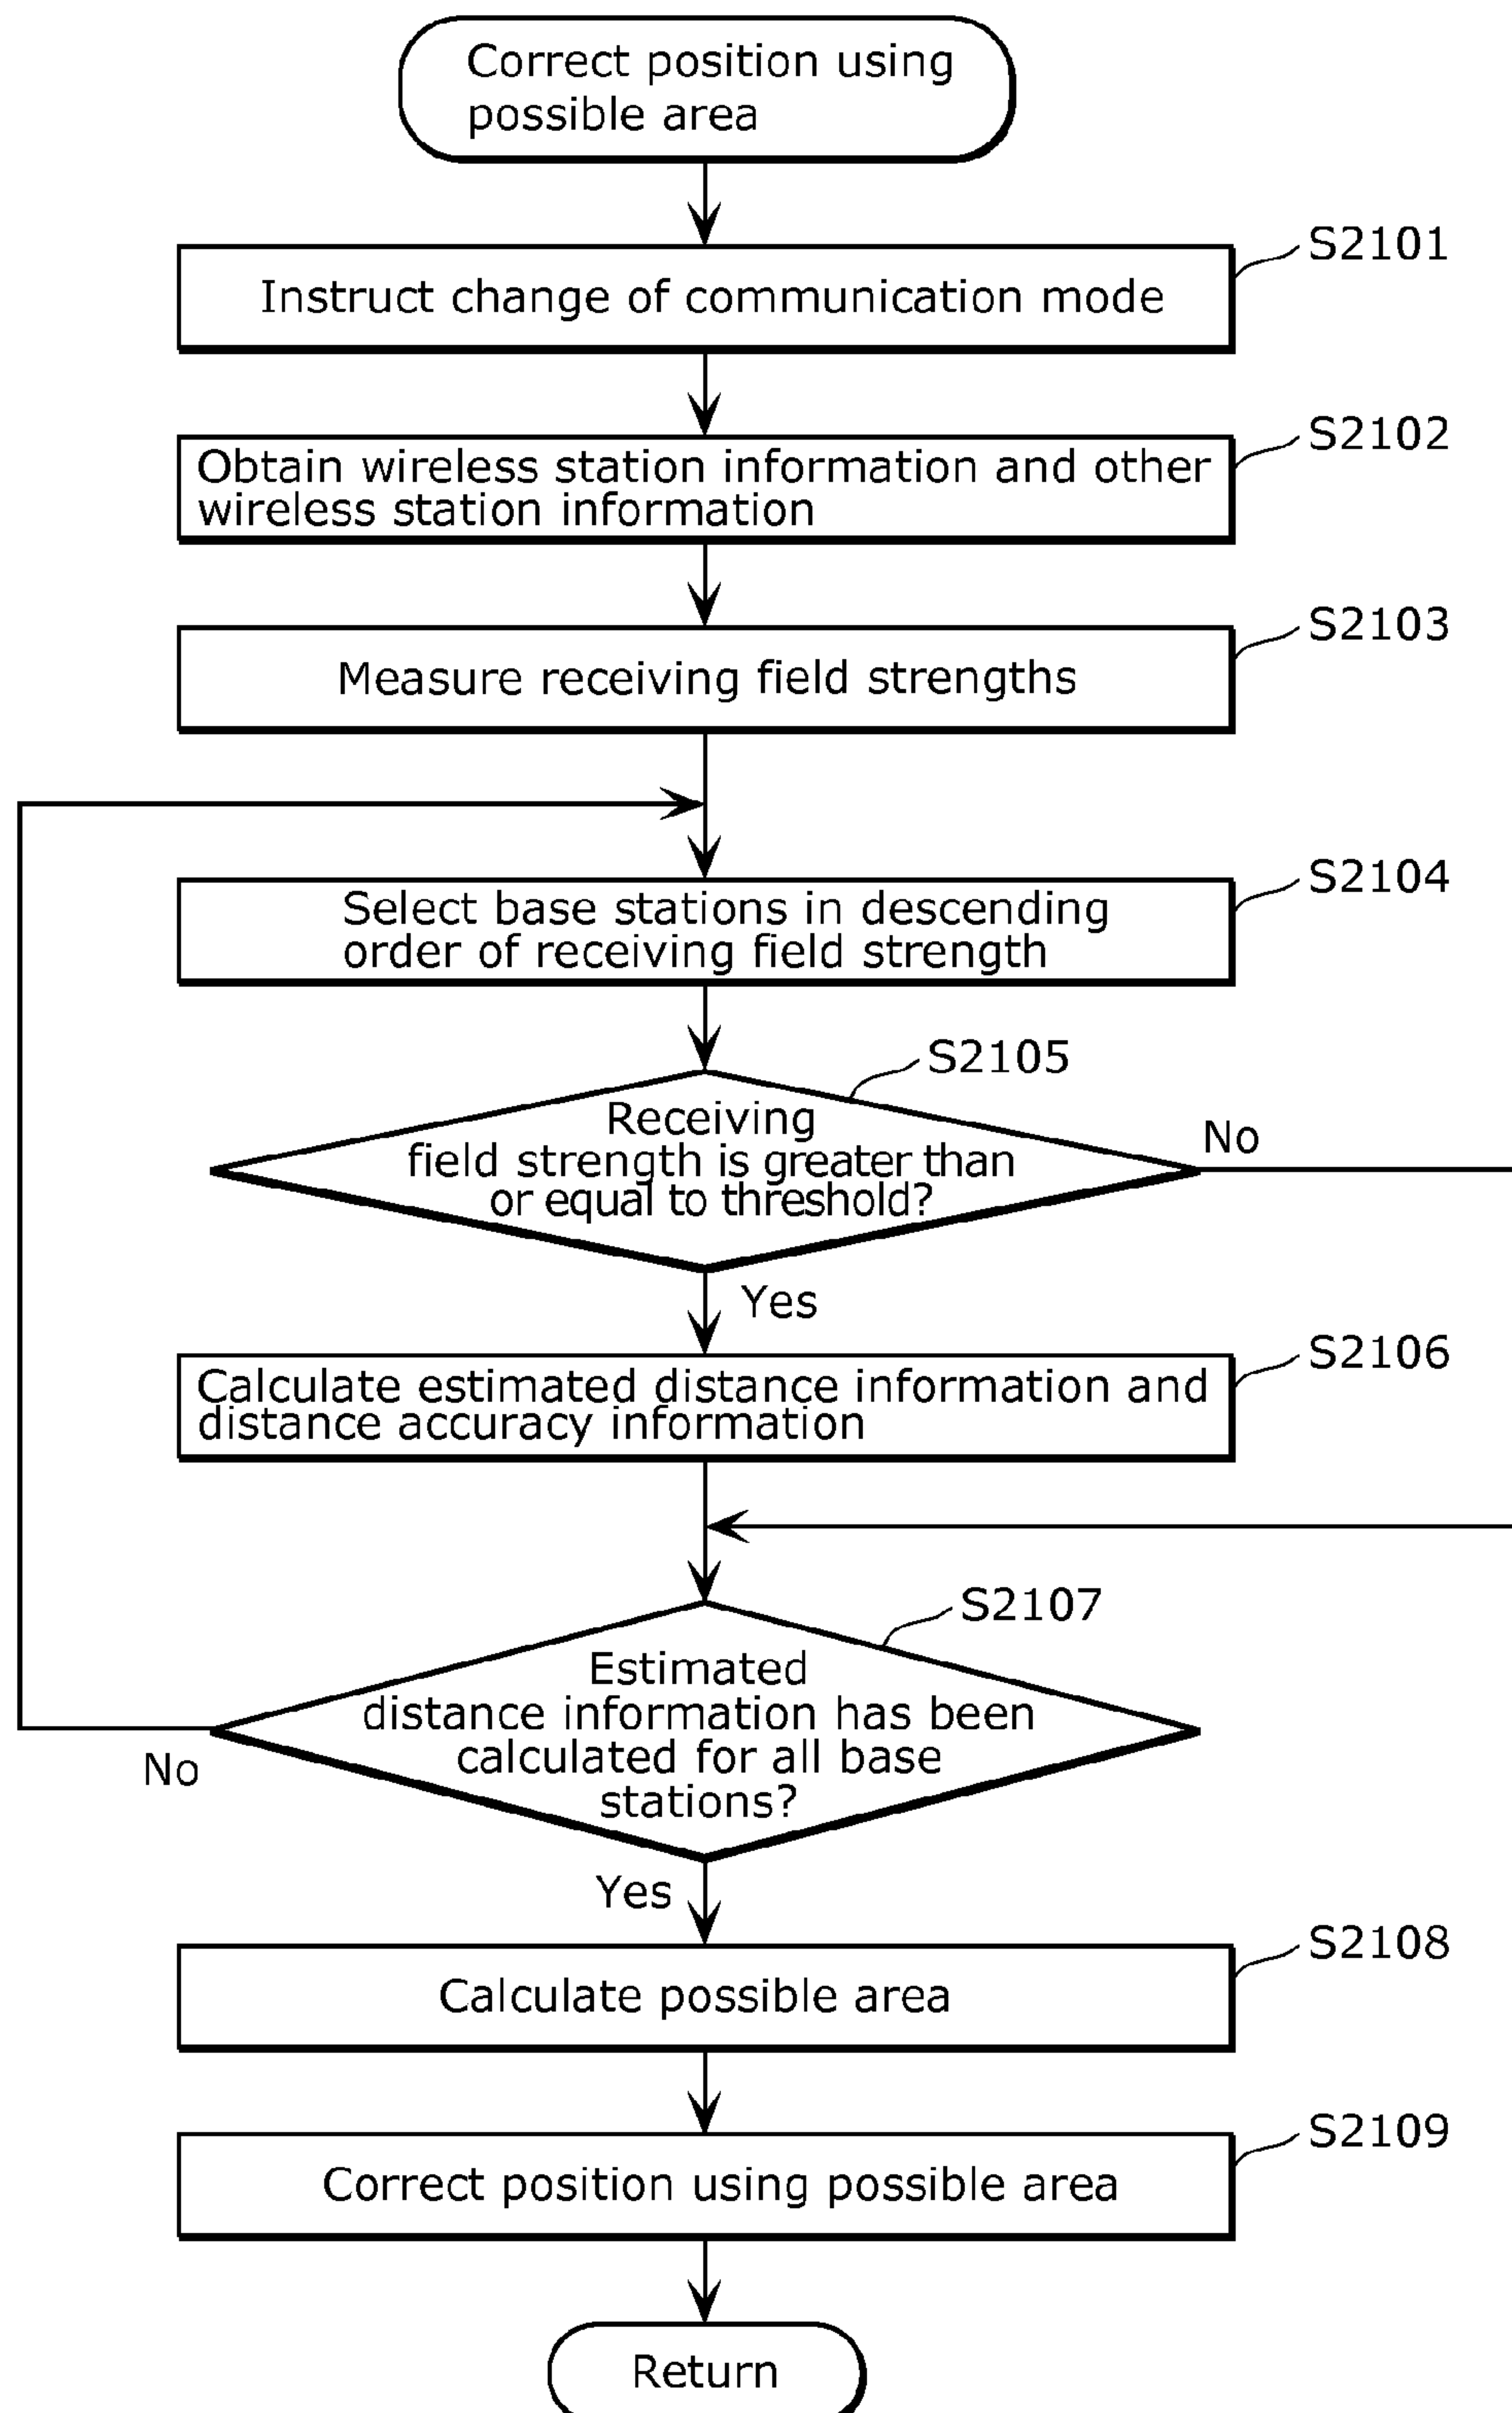 Correct position using
possible area
S2101
Instruct change of communication mode
S2102
Obtain wireless station information and other
wireless station information
S2103
Measure receiving field strengths
S2104
Select base stations in descending
order of receiving field strength
S2105
Receiving
field strength is greater than
or equal to threshold?
No
Yes
S2106
Calculate estimated distance information and
distance accuracy information
S2107
Estimated
distance information has been
calculated for all base
stations?
No
Yes
S2108
Calculate possible area
S2109
Correct position using possible area
Return